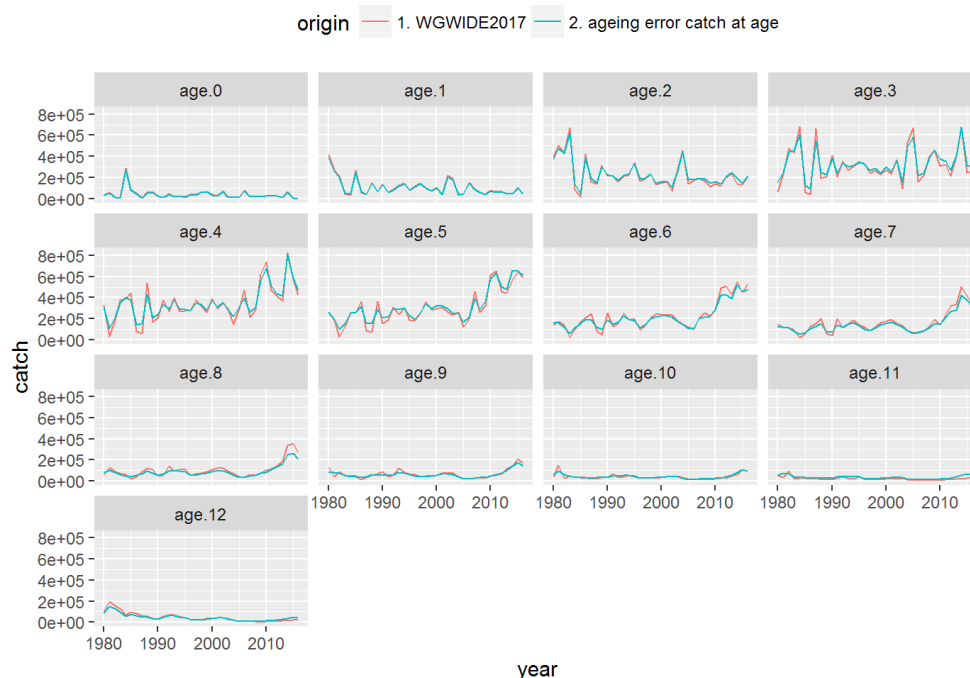 origin 1. WGWIDE2017 2. ageing error catch at age
age.0 age.1 age.2 age.3
8e+05
6e+05
4e+05
2e+05
0e+00
age.4 age.5 age.6 age.7
8e+05
6e+05
4e+05
2e+05
0e+00
catch
age.8 age.9 age.10 age.11
8e+05
6e+05
4e+05
2e+05
0e+00
1980 1990 2000 2010 1980 1990 2000 2010 1980 1990 2000 2010
age.12
8e+05
6e+05
4e+05
2e+05
0e+00
1980 1990 2000 2010
year